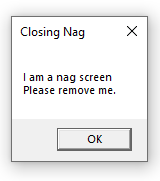 Closing Nag
I am a nag screen
Please remove me.
OK